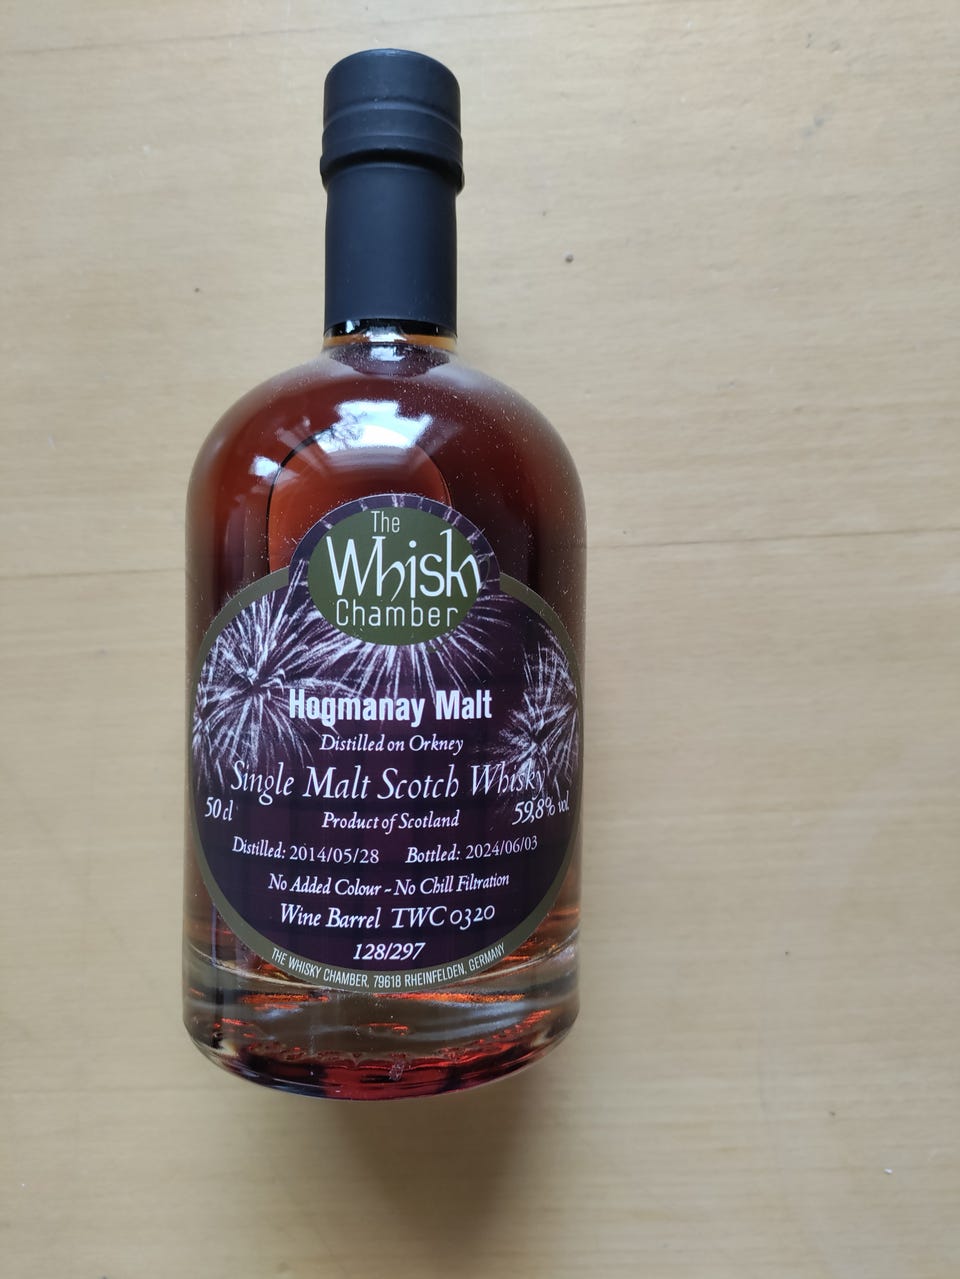 The
Whisky
Chamber
Hogmanay Malt
Distilled on Orkney
Single Malt Scotch Whisky
50 cl
Product of Scotland
59,8% vol
Distilled: 2014/05/28 Bottled: 2024/06/03
No Added Colour - No Chill Filtration
Wine Barrel TWC 0320
128/297
THE WHISKY CHAMBER, 79618 RHEINFELDEN, GERMANY